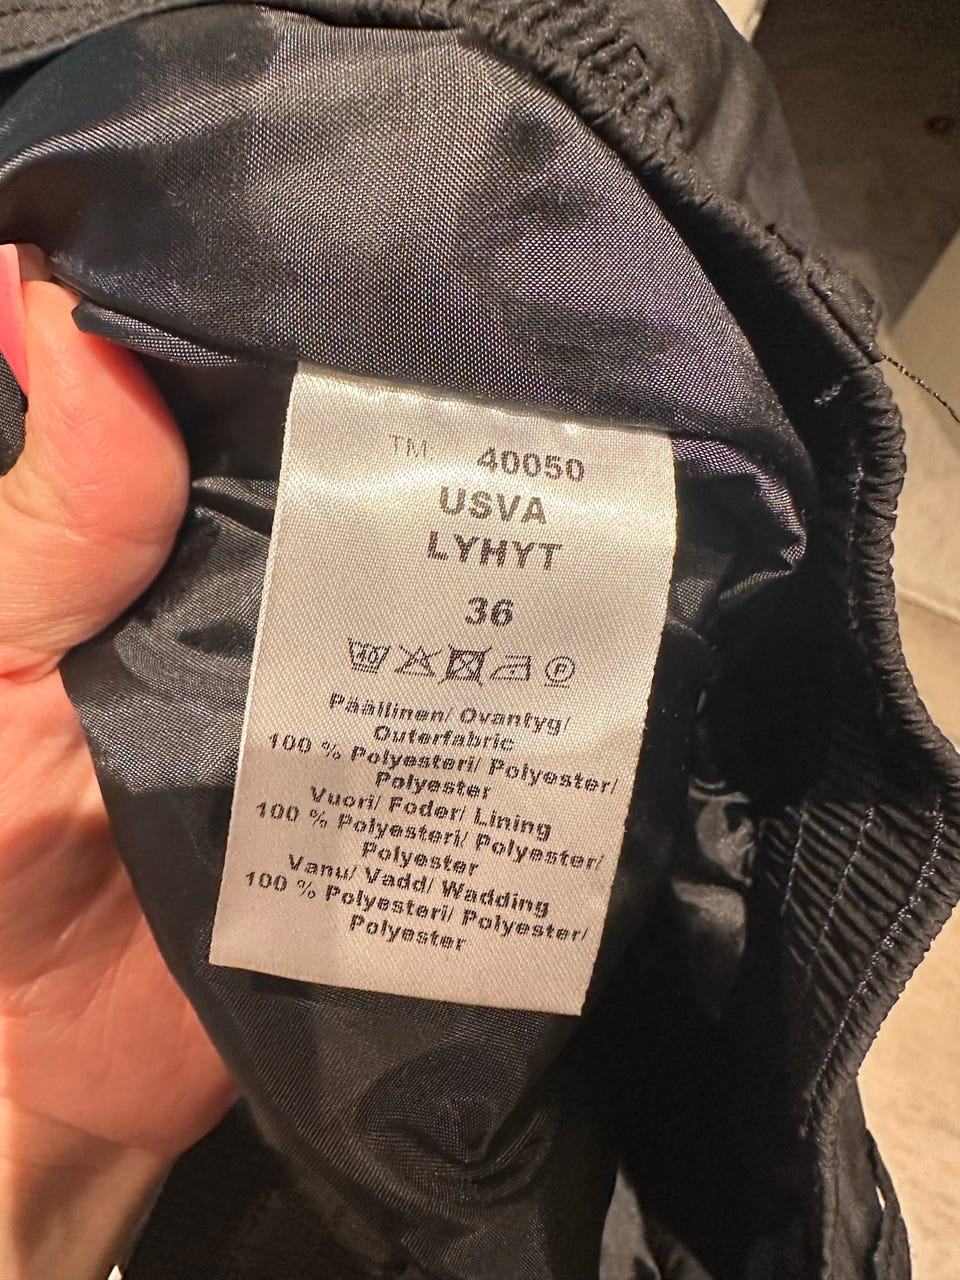 TM 40050
USVA
LYHYT
36
40 P
Päällinen/ Ovantyg/
Outerfabric
100 % Polyesteri/ Polyester/
Polyester
Vuori/ Foder/ Lining
100 % Polyesteri/ Polyester/
Polyester
Vanu/ Vadd/ Wadding
100 % Polyesteri/ Polyester/
Polyester